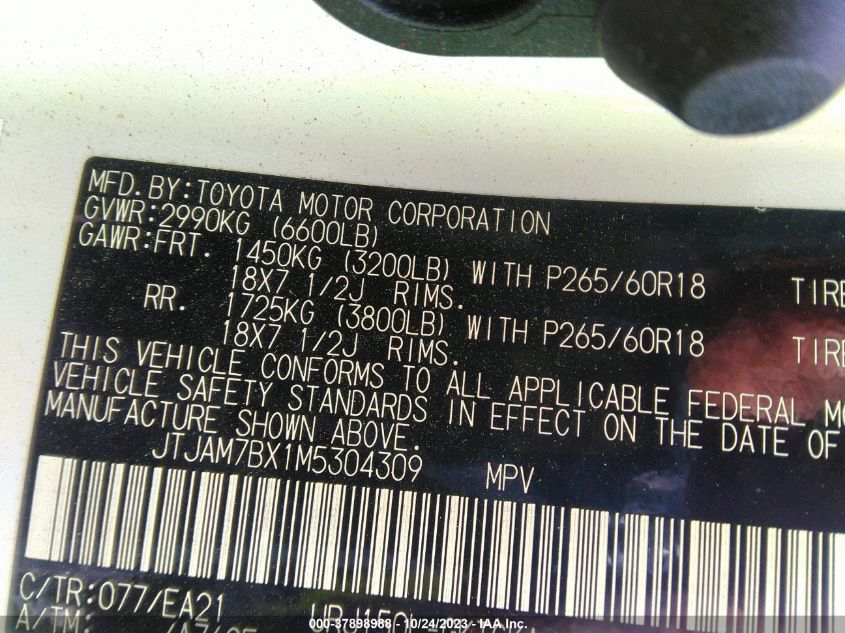 MFD. BY: TOYOTA MOTOR CORPORATION
GVWR: 2990KG (6600LB)
GAWR: FRT. 1450KG (3200LB) WITH P265/60R18 TIRE
18X7 1/2J RIMS.
RR. 1725KG (3800LB) WITH P265/60R18 TIRE
18X7 1/2J RIMS.
THIS VEHICLE CONFORMS TO ALL APPLICABLE FEDERAL MO
VEHICLE SAFETY STANDARDS IN EFFECT ON THE DATE OF
MANUFACTURE SHOWN ABOVE.
JTJAM7BX1M5304309 MPV
C/TR: 077/EA21
A/TM:
000-37898988 - 10/24/2023 - IAAI.com